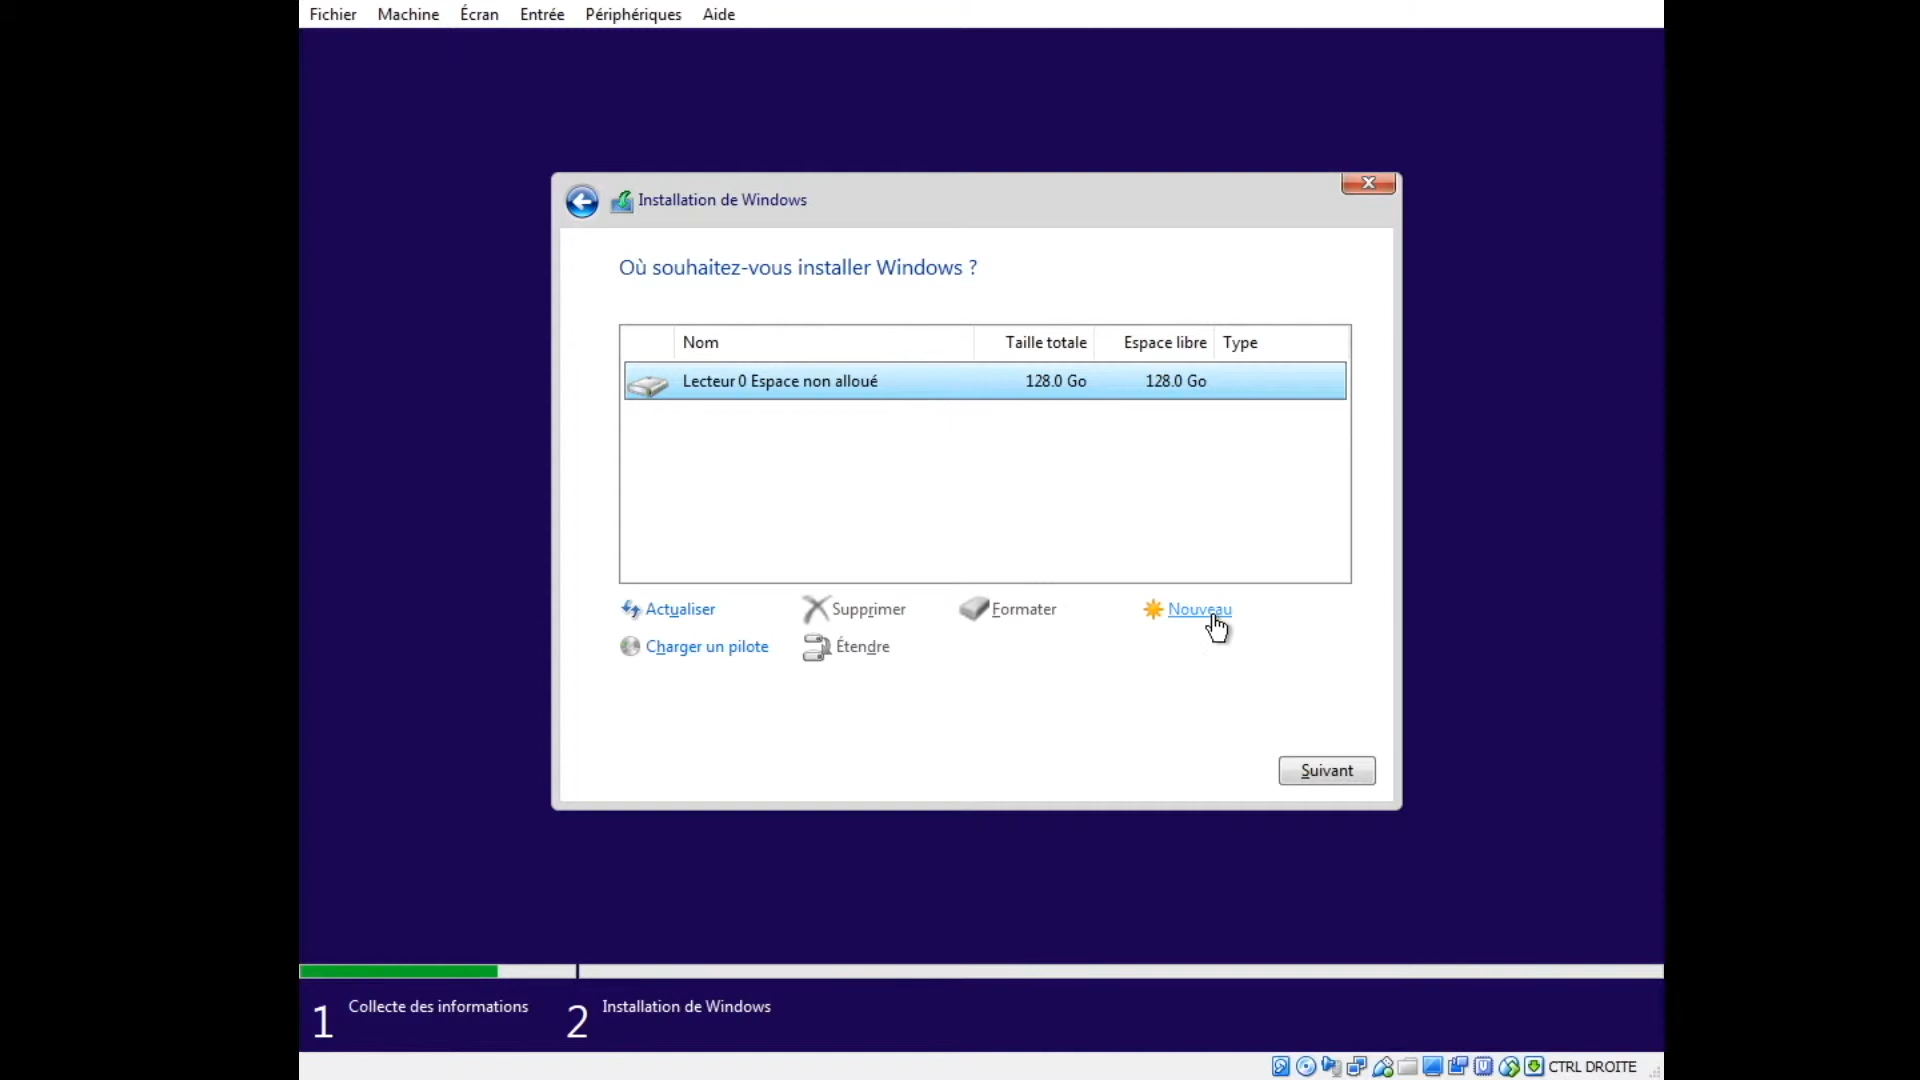 Fichier Machine Écran Entrée Périphériques Aide
Installation de Windows
Où souhaitez-vous installer Windows ?
Nom Taille totale Espace libre Type
Lecteur 0 Espace non alloué 128.0 Go 128.0 Go
Actualiser Supprimer Formater Nouveau
Charger un pilote Étendre
Suivant
1 Collecte des informations 2 Installation de Windows
CTRL DROITE